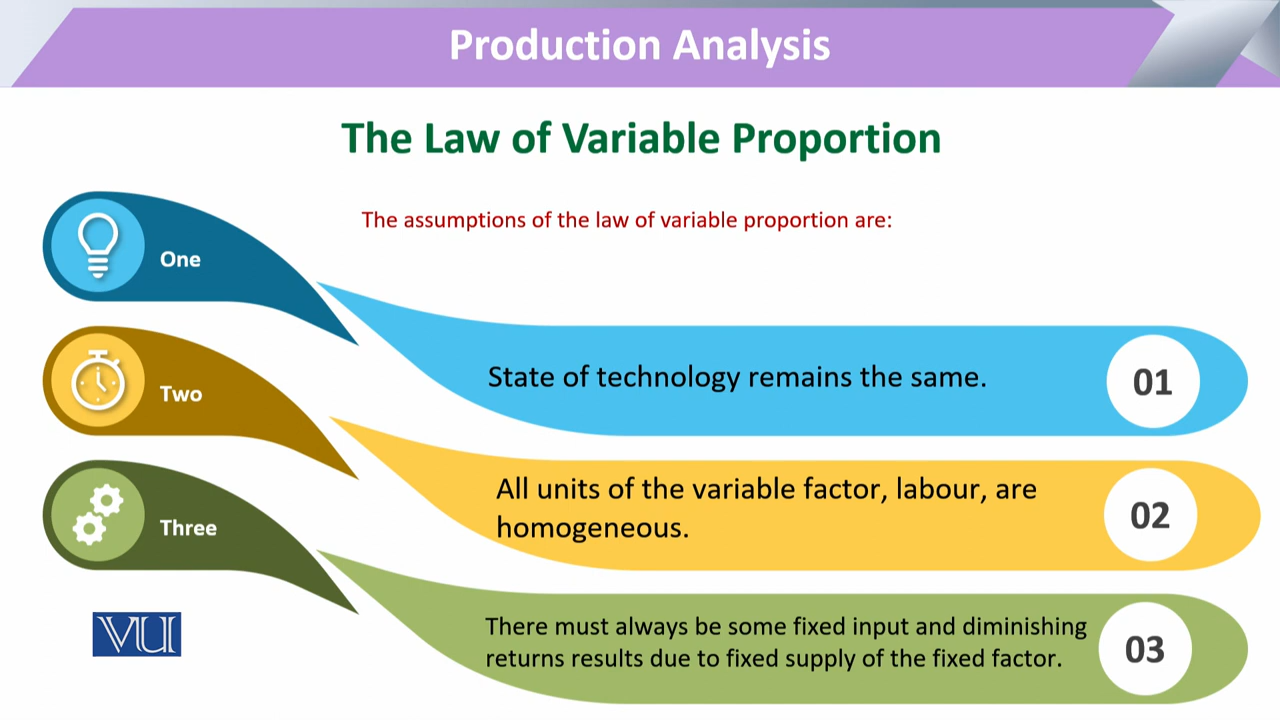 Production Analysis
The Law of Variable Proportion
The assumptions of the law of variable proportion are:
One
State of technology remains the same.
01
Two
All units of the variable factor, labour, are
homogeneous.
02
Three
There must always be some fixed input and diminishing
returns results due to fixed supply of the fixed factor.
03
VU